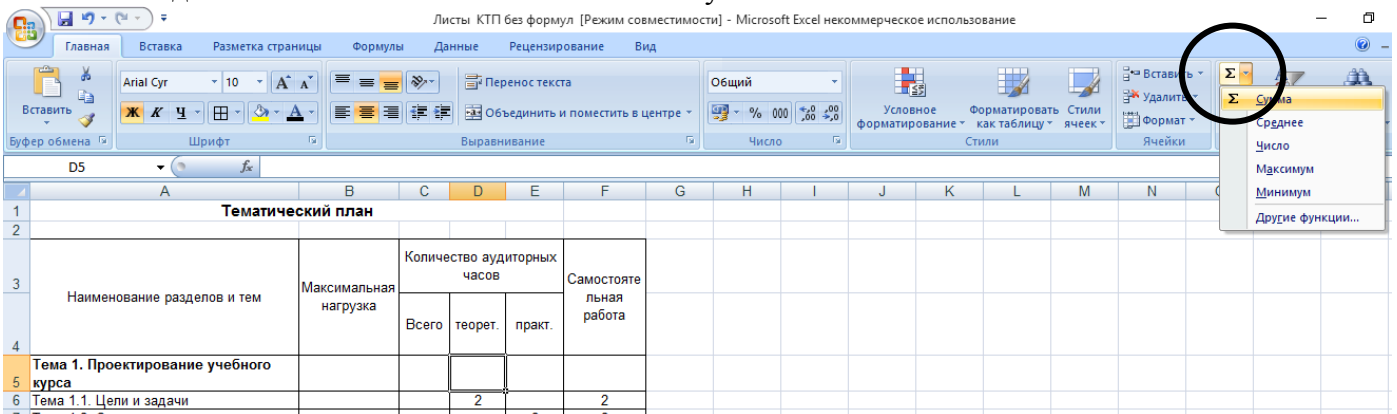 Листы КТП без формул [Режим совместимости] - Microsoft Excel некоммерческое использование
Главная Вставка Разметка страницы Формулы Данные Рецензирование Вид
Arial Cyr 10 Перенос текста Общий Вставить Σ
Вставить Ж К Ч Объединить и поместить в центре % 000 Условное форматирование Форматировать как таблицу Стили ячеек Удалить Формат
Буфер обмена Шрифт Выравнивание Число Стили Ячейки
Σ Сумма
Среднее
Число
Максимум
Минимум
Другие функции...
D5 fx
A B C D E F G H I J K L M N
1 Тематический план
2
3 Наименование разделов и тем Максимальная нагрузка Количество аудиторных часов Самостоятельная работа
4 Всего теорет. практ.
5 Тема 1. Проектирование учебного курса
6 Тема 1.1. Цели и задачи 2 2